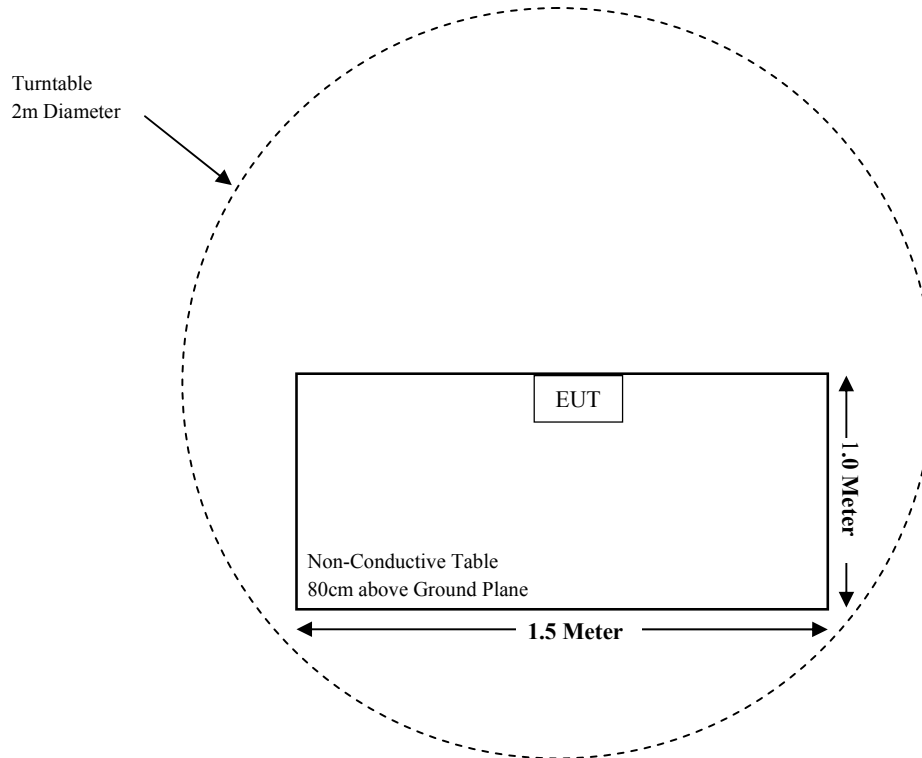 Turntable
2m Diameter
EUT
1.0 Meter
Non-Conductive Table
80cm above Ground Plane
1.5 Meter